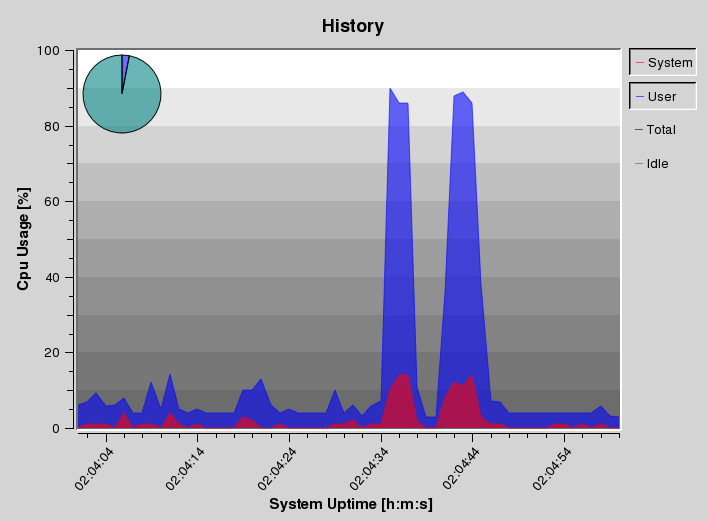 History
100
80
60
40
20
0
Cpu Usage [%]
02:04:04
02:04:14
02:04:24
02:04:34
02:04:44
02:04:54
System Uptime [h:m:s]
System
User
Total
Idle